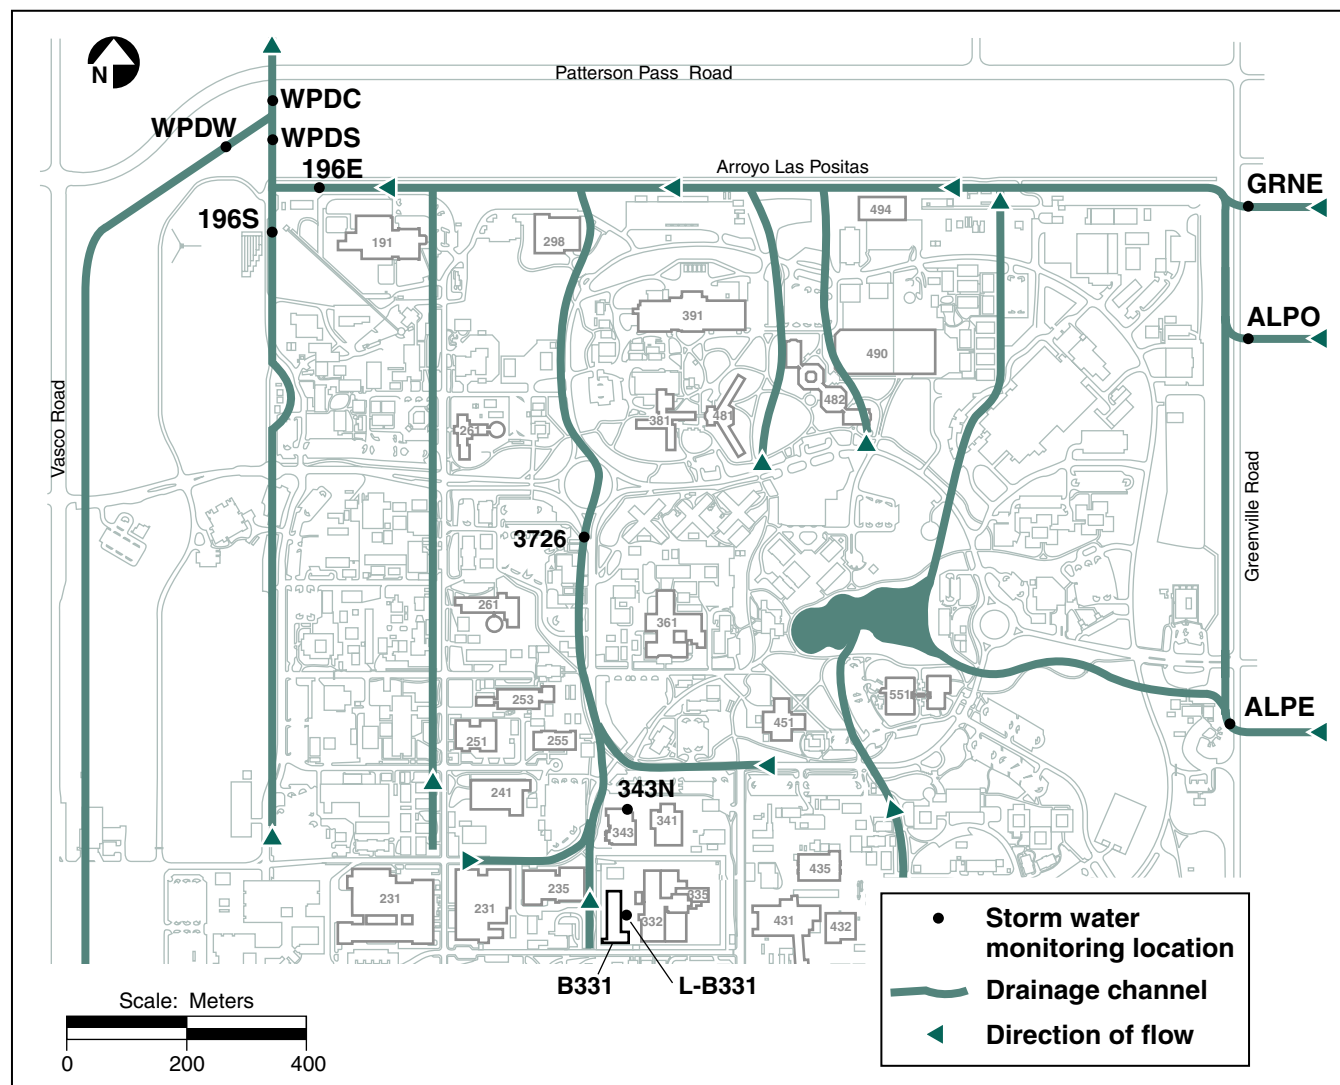 N
Patterson Pass Road
WPDC
WPDW
WPDS
196E
Arroyo Las Positas
GRNE
196S
494
191
298
ALPO
391
490
Vasco Road
482
381
481
261
Greenville Road
3726
261
361
551
253
ALPE
451
251
255
343N
241
341
343
435
235
231
231
335
332
431
432
B331
L-B331
Storm water
monitoring location
Drainage channel
Direction of flow
Scale: Meters
0
200
400